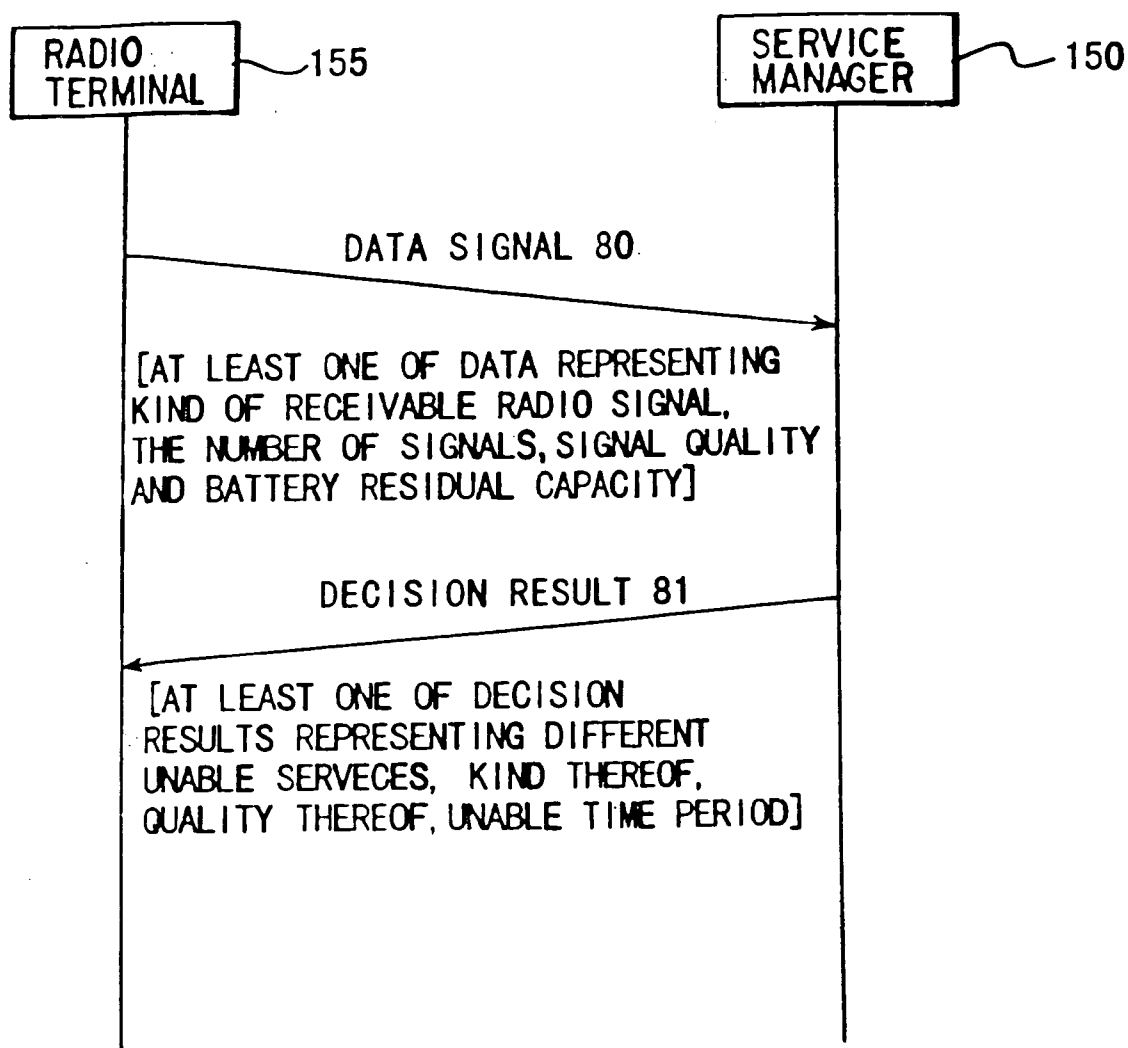 RADIO
TERMINAL
155
SERVICE
MANAGER
150
DATA SIGNAL 80
[AT LEAST ONE OF DATA REPRESENTING
KIND OF RECEIVABLE RADIO SIGNAL,
THE NUMBER OF SIGNALS, SIGNAL QUALITY
AND BATTERY RESIDUAL CAPACITY]
DECISION RESULT 81
[AT LEAST ONE OF DECISION
RESULTS REPRESENTING DIFFERENT
UNABLE SERVECES, KIND THEREOF,
QUALITY THEREOF, UNABLE TIME PERIOD]